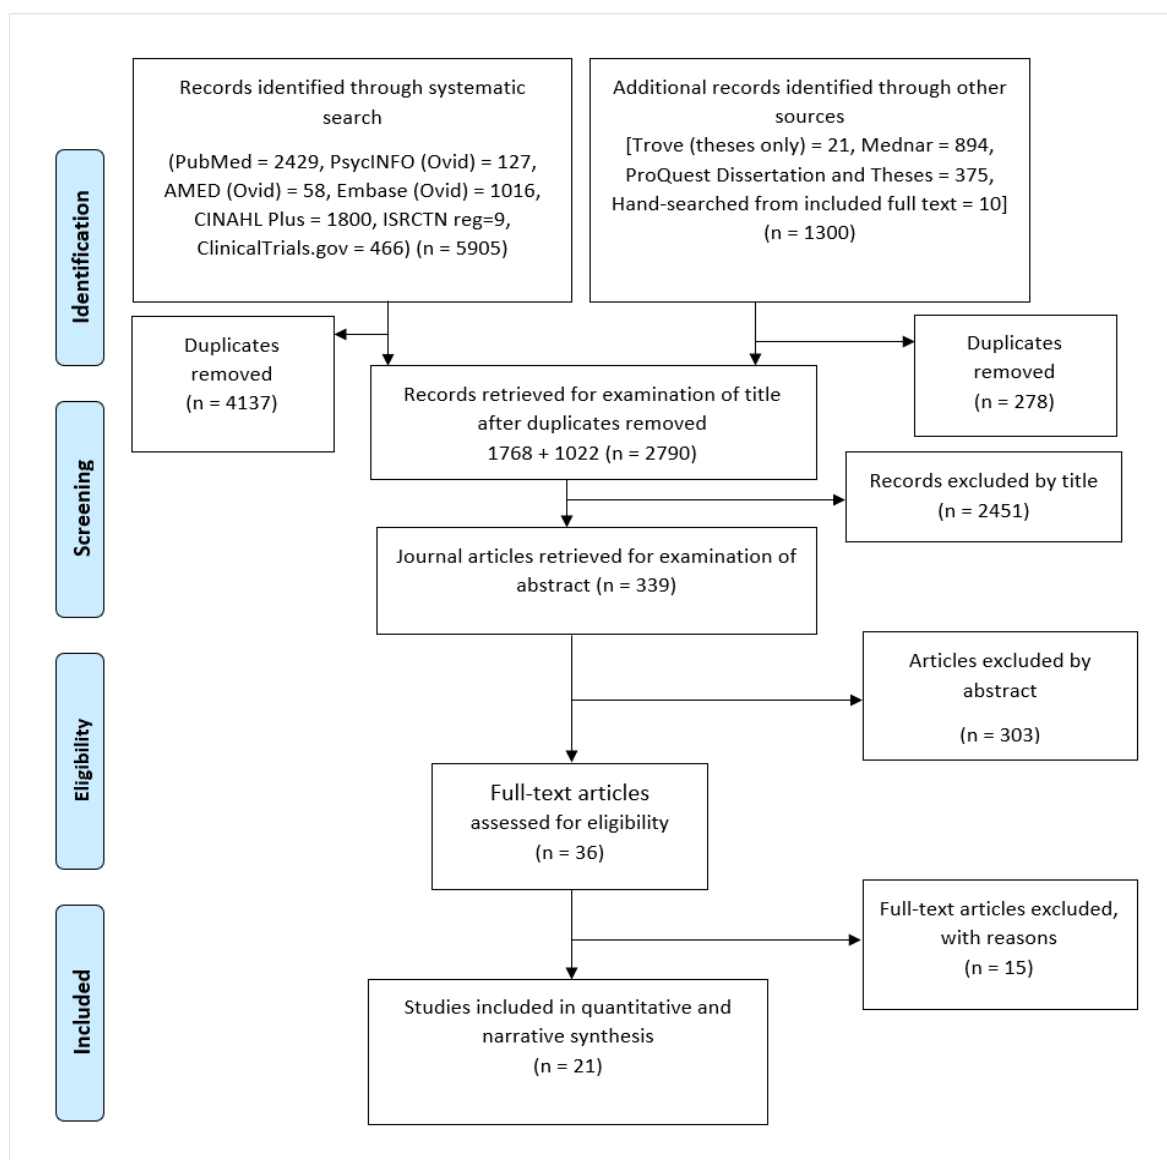 Records identified through systematic
search
(PubMed = 2429, PsycINFO (Ovid) = 127,
AMED (Ovid) = 58, Embase (Ovid) = 1016,
CINAHL Plus = 1800, ISRCTN reg=9,
ClinicalTrials.gov = 466) (n = 5905)
Additional records identified through other
sources
[Trove (theses only) = 21, Mednar = 894,
ProQuest Dissertation and Theses = 375,
Hand-searched from included full text = 10]
(n = 1300)
Identification
Duplicates
removed
(n = 4137)
Duplicates
removed
(n = 278)
Records retrieved for examination of title
after duplicates removed
1768 + 1022 (n = 2790)
Screening
Records excluded by title
(n = 2451)
Journal articles retrieved for examination of
abstract (n = 339)
Articles excluded by
abstract
(n = 303)
Eligibility
Full-text articles
assessed for eligibility
(n = 36)
Full-text articles excluded,
with reasons
(n = 15)
Included
Studies included in quantitative and
narrative synthesis
(n = 21)